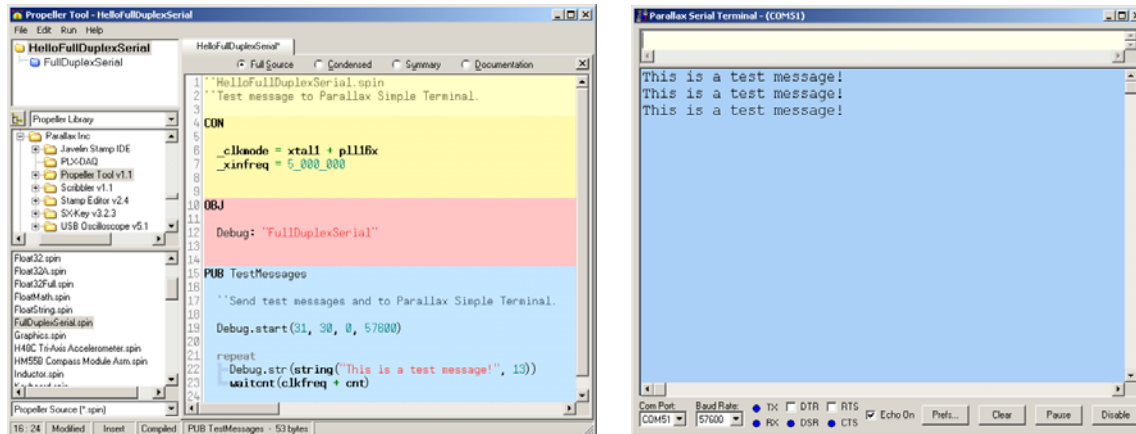 Propeller Tool - HelloFullDuplexSerial
File Edit Run Help
HelloFullDuplexSerial
FullDuplexSerial
Propeller Library
Parallax Inc
Javelin Stamp IDE
PLX-DAQ
Propeller Tool v1.1
Scribbler v1.1
Stamp Editor v2.4
SX-Key v3.2.3
USB Oscilloscope v5.1
Float32.spin
Float32A.spin
Float32Full.spin
FloatMath.spin
FloatString.spin
FullDuplexSerial.spin
Graphics.spin
H48C Tri-Axis Accelerometer.spin
HM55B Compass Module Asm.spin
Inductor.spin
Propeller Source [*.spin]
HelloFullDuplexSerial*
Full Source Condensed Summary Documentation
1 ''HelloFullDuplexSerial.spin
2 ''Test message to Parallax Simple Terminal.
3
4 CON
5
6 _clkmode = xtal1 + pll16x
7 _xinfreq = 5_000_000
8
9
10 OBJ
11
12 Debug: "FullDuplexSerial"
13
14
15 PUB TestMessages
16
17 ''Send test messages and to Parallax Simple Terminal.
18
19 Debug.start(31, 30, 0, 57600)
20
21 repeat
22 Debug.str(string("This is a test message!", 13))
23 waitcnt(clkfreq + cnt)
24
16 : 24 Modified Insert Compiled PUB TestMessages - 53 bytes
Parallax Serial Terminal - (COM51)
This is a test message!
This is a test message!
This is a test message!
Com Port: Baud Rate: TX DTR RTS
COM51 57600 RX DSR CTS Echo On Prefs... Clear Pause Disable